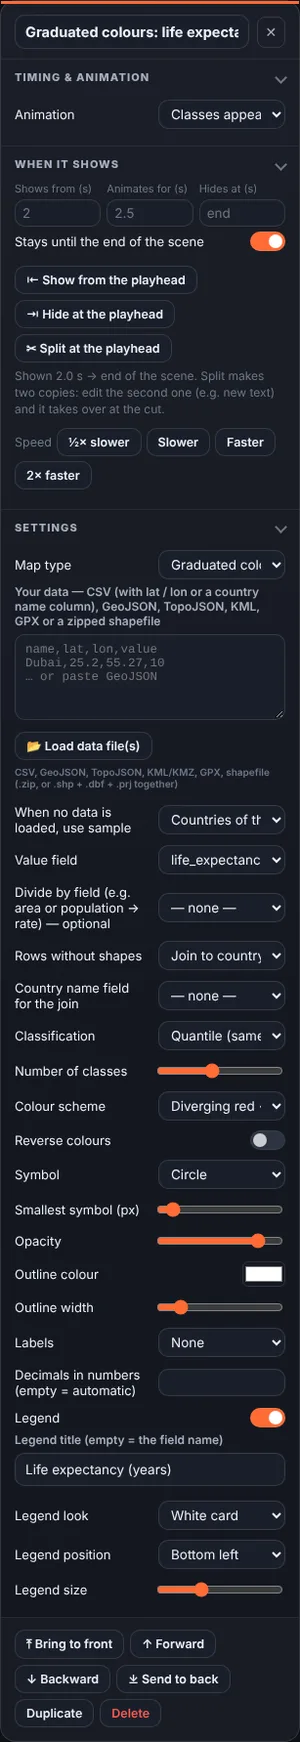 Graduated colours: life expecta
✕
TIMING & ANIMATION
Animation
Classes appea
WHEN IT SHOWS
Shows from (s) Animates for (s) Hides at (s)
2 2.5 end
Stays until the end of the scene
⇤ Show from the playhead
⇥ Hide at the playhead
✂ Split at the playhead
Shown 2.0 s → end of the scene. Split makes
two copies: edit the second one (e.g. new text)
and it takes over at the cut.
Speed ½× slower Slower Faster
2× faster
SETTINGS
Map type
Graduated colo
Your data — CSV (with lat / lon or a country
name column), GeoJSON, TopoJSON, KML,
GPX or a zipped shapefile
name,lat,lon,value
Dubai,25.2,55.27,10
… or paste GeoJSON
📂 Load data file(s)
CSV, GeoJSON, TopoJSON, KML/KMZ, GPX, shapefile
(.zip, or .shp + .dbf + .prj together)
When no data is
loaded, use sample
Countries of th
Value field
life_expectanc
Divide by field (e.g.
area or population →
rate) — optional
— none —
Rows without shapes
Join to country
Country name field
for the join
— none —
Classification
Quantile (same
Number of classes
Colour scheme
Diverging red
Reverse colours
Symbol
Circle
Smallest symbol (px)
Opacity
Outline colour
Outline width
Labels
None
Decimals in numbers
(empty = automatic)
Legend
Legend title (empty = the field name)
Life expectancy (years)
Legend look
White card
Legend position
Bottom left
Legend size
⤒ Bring to front ↑ Forward
↓ Backward ⤓ Send to back
Duplicate Delete